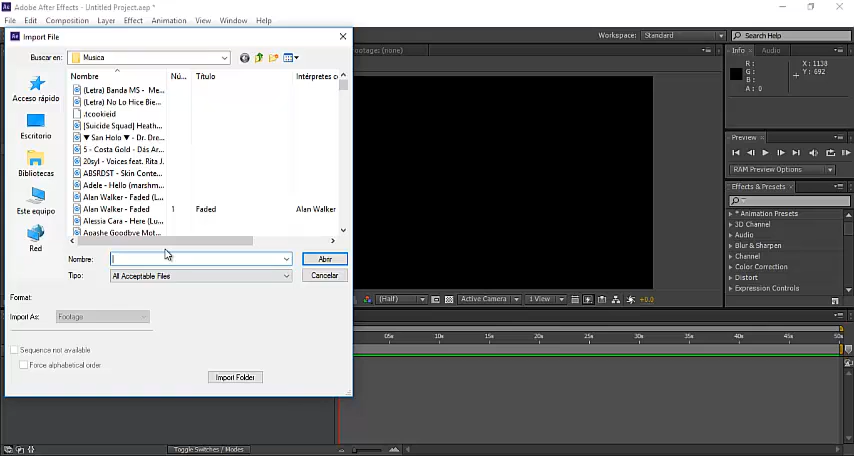 Adobe After Effects - Untitled Project.aep *
File Edit Composition Layer Effect Animation View Window Help
Workspace: Standard Search Help
Import File
Buscar en: Musica
Nombre Nú... Título Intérpretes c
(Letra) Banda MS - Me...
(Letra) No Lo Hice Bie...
.tcookieid
[Suicide Squad] Heath...
▼ San Holo ▼ - Dr. Dre...
5 - Costa Gold - Dás Ar...
20syl - Voices feat. Rita J.
ABSRDST - Skin Conte...
Adele - Hello (marshm...
Alan Walker - Faded (L...
Alan Walker - Faded 1 Faded Alan Walker
Alessia Cara - Here (Lu...
Apashe Goodbye Mot...
Acceso rápido
Escritorio
Bibliotecas
Este equipo
Red
Nombre: Abrir
Tipo: All Acceptable Files Cancelar
Format:
Import As: Footage
Sequence not available
Force alphabetical order
Import Folder
Footage: (none)
Info Audio
R : X : 1138
G : Y : 692
B :
A : 0
Preview
RAM Preview Options
Effects & Presets
* Animation Presets
3D Channel
Audio
Blur & Sharpen
Channel
Color Correction
Distort
Expression Controls
(Half) Active Camera 1 View +0.0
05s 10s 15s 20s 25s 30s 35s 40s 45s 50s
Toggle Switches / Modes